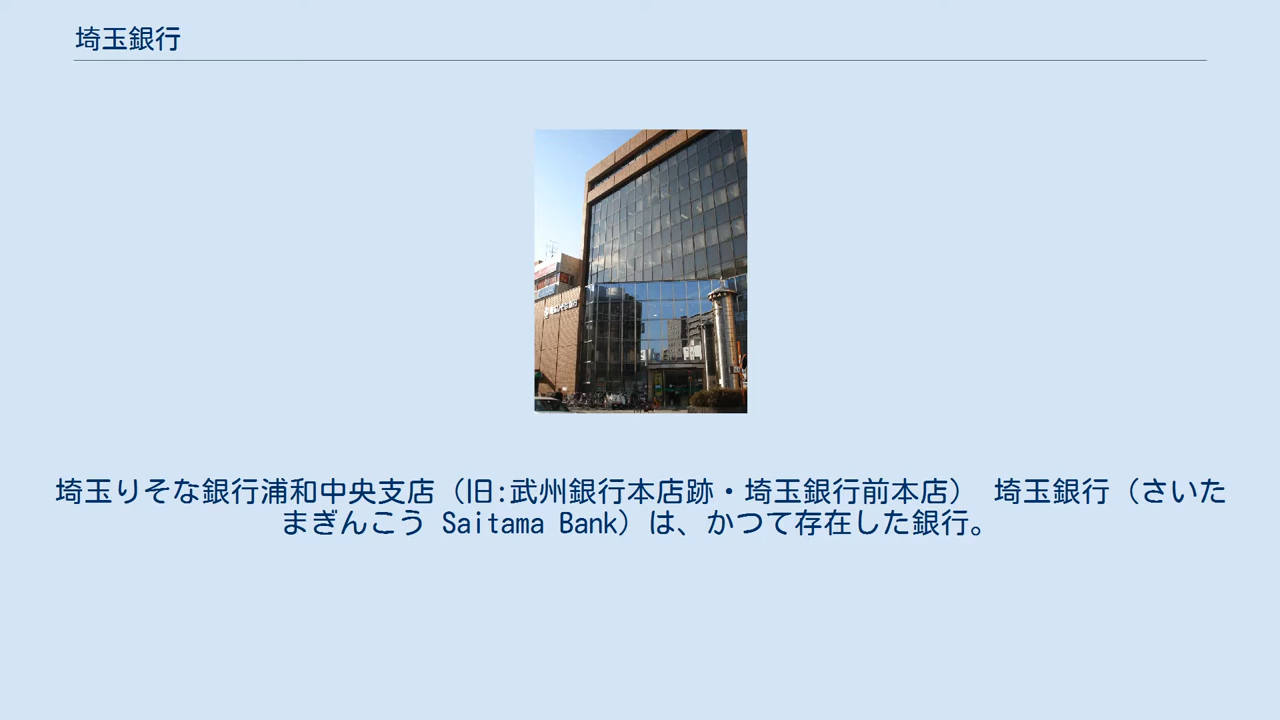 埼玉銀行
埼玉りそな銀行浦和中央支店（旧:武州銀行本店跡・埼玉銀行前本店） 埼玉銀行（さいた
まぎんこう Saitama Bank）は、かつて存在した銀行。